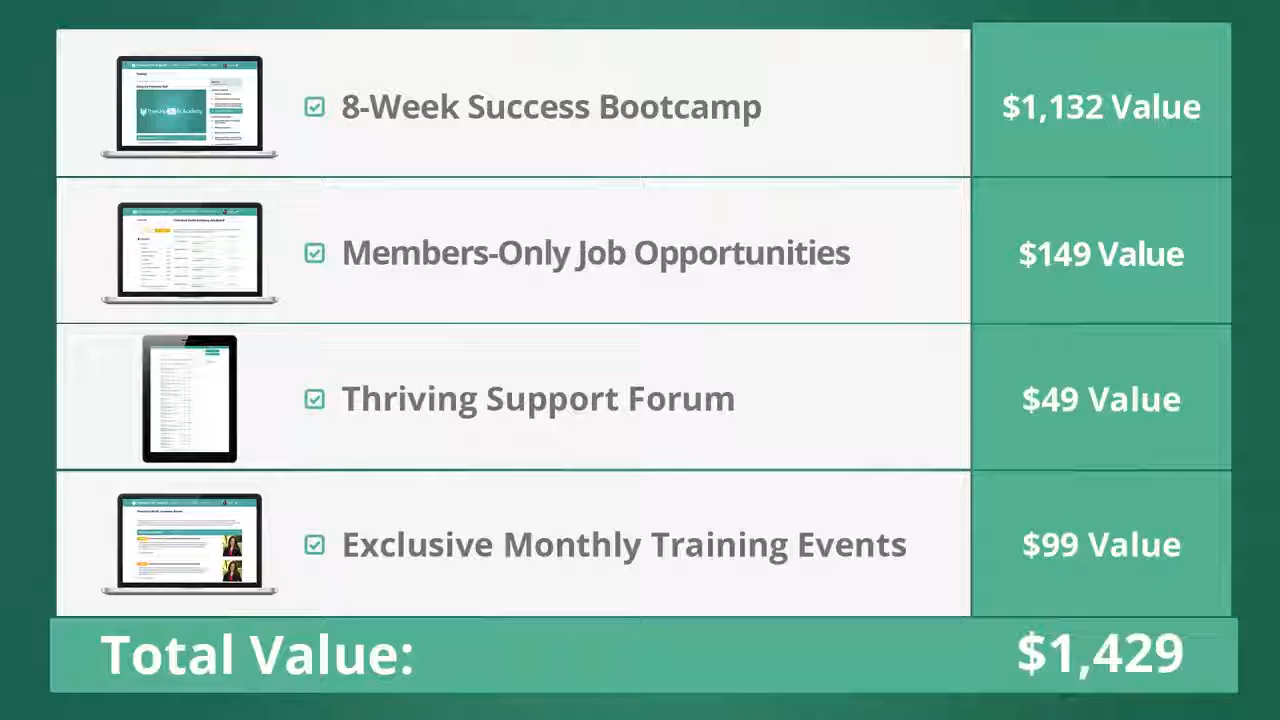 8-Week Success Bootcamp $1,132 Value
Members-Only Job Opportunities $149 Value
Thriving Support Forum $49 Value
Exclusive Monthly Training Events $99 Value
Total Value: $1,429